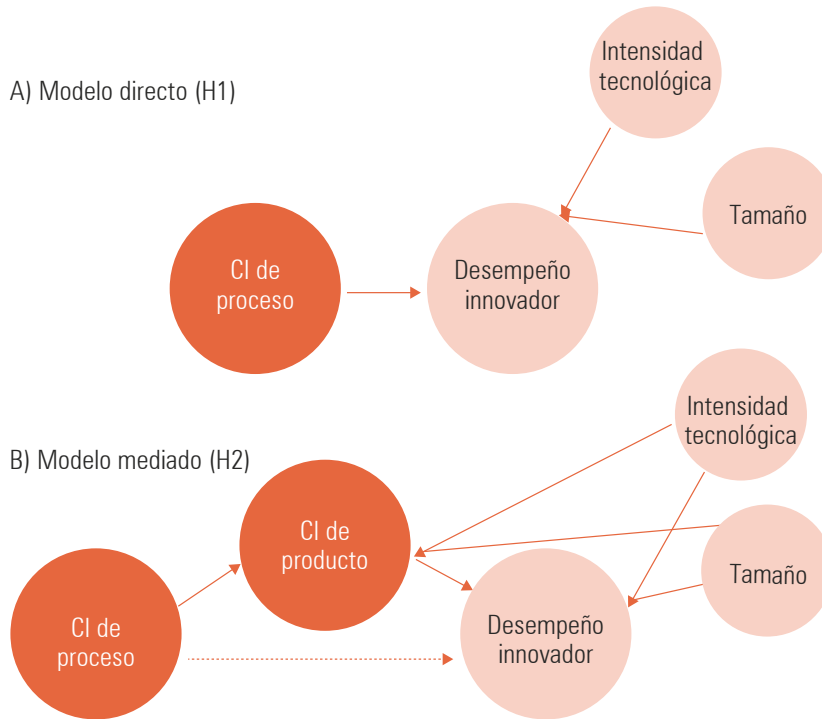 A) Modelo directo (H1)
Intensidad
tecnológica
Tamaño
CI de
proceso
Desempeño
innovador
B) Modelo mediado (H2)
Intensidad
tecnológica
CI de
producto
Tamaño
CI de
proceso
Desempeño
innovador